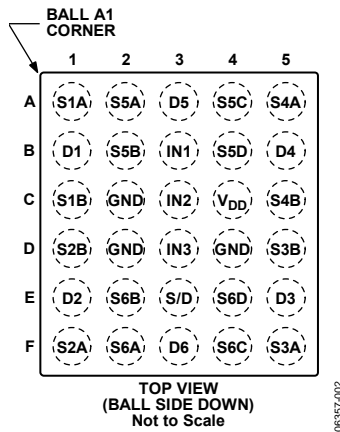 BALL A1
CORNER
1 2 3 4 5
A S1A S5A D5 S5C S4A
B D1 S5B IN1 S5D D4
C S1B GND IN2 VDD S4B
D S2B GND IN3 GND S3B
E D2 S6B S/D S6D D3
F S2A S6A D6 S6C S3A
TOP VIEW
(BALL SIDE DOWN)
Not to Scale
06357-002